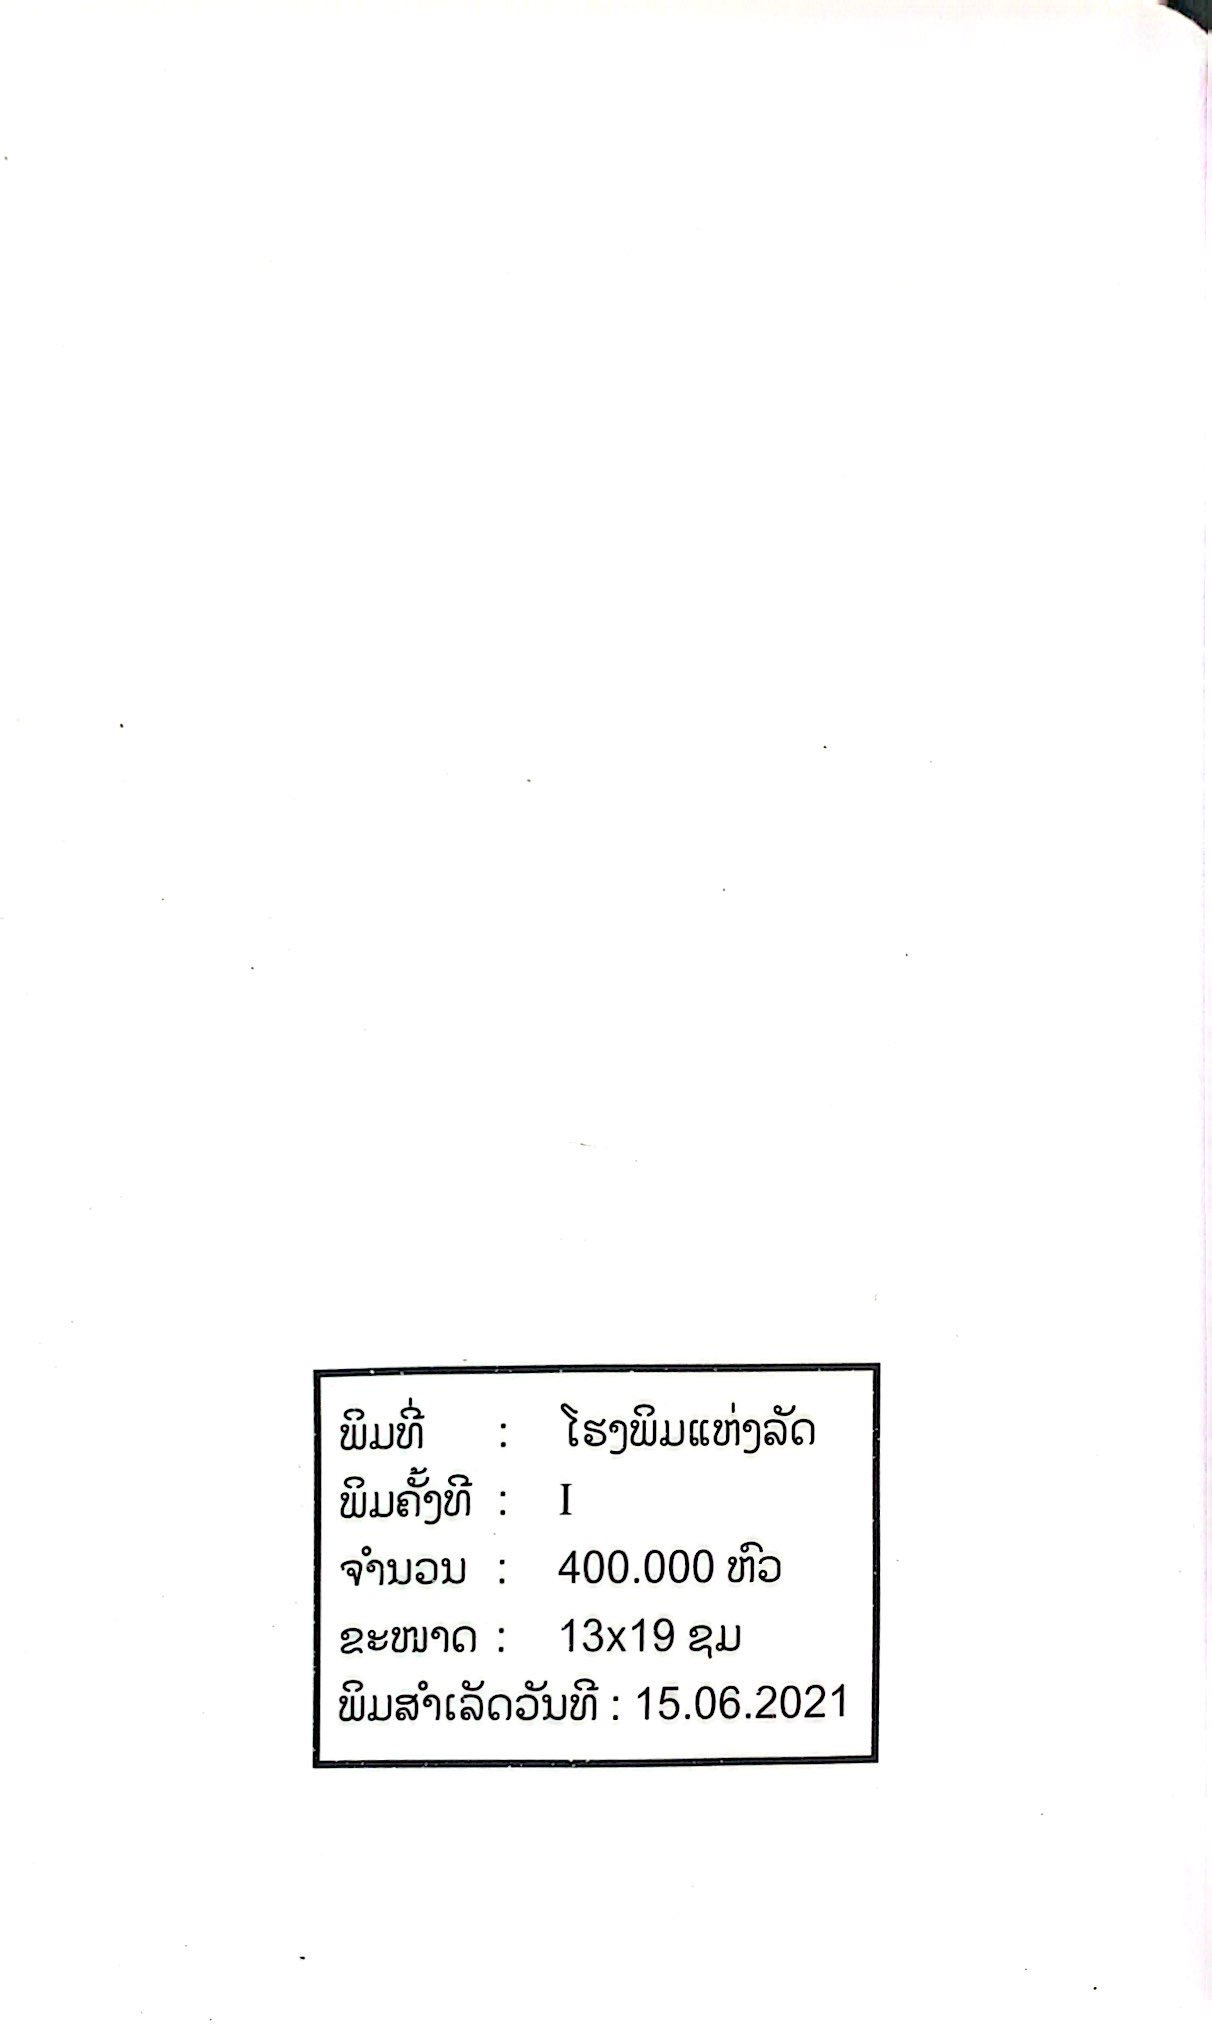 ພິມທີ່ : ໂຮງພິມແຫ່ງລັດ
ພິມຄັ້ງທີ : I
ຈຳນວນ : 400.000 ຫົວ
ຂະໜາດ : 13x19 ຊມ
ພິມສຳເລັດວັນທີ : 15.06.2021